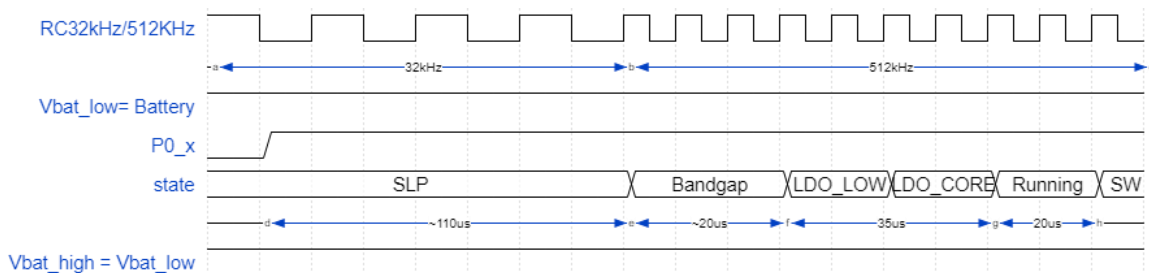 RC32kHz/512KHz
a 32kHz b 512kHz
Vbat_low= Battery
P0_x
state SLP Bandgap LDO_LOW LDO_CORE Running SW
d ~110us e ~20us f 35us g 20us h
Vbat_high = Vbat_low